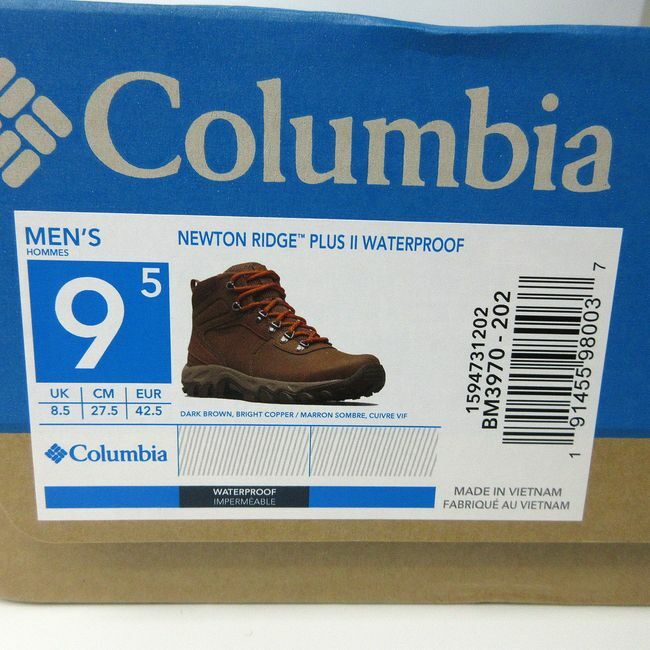 Columbia
MEN'S
HOMMES
NEWTON RIDGE™ PLUS II WATERPROOF
9 5
UK CM EUR
8.5 27.5 42.5
DARK BROWN, BRIGHT COPPER / MARRON SOMBRE, CUIVRE VIF
1594731202
BM3970 - 202
1 91455 98003 7
Columbia
WATERPROOF
IMPERMÉABLE
MADE IN VIETNAM
FABRIQUÉ AU VIETNAM